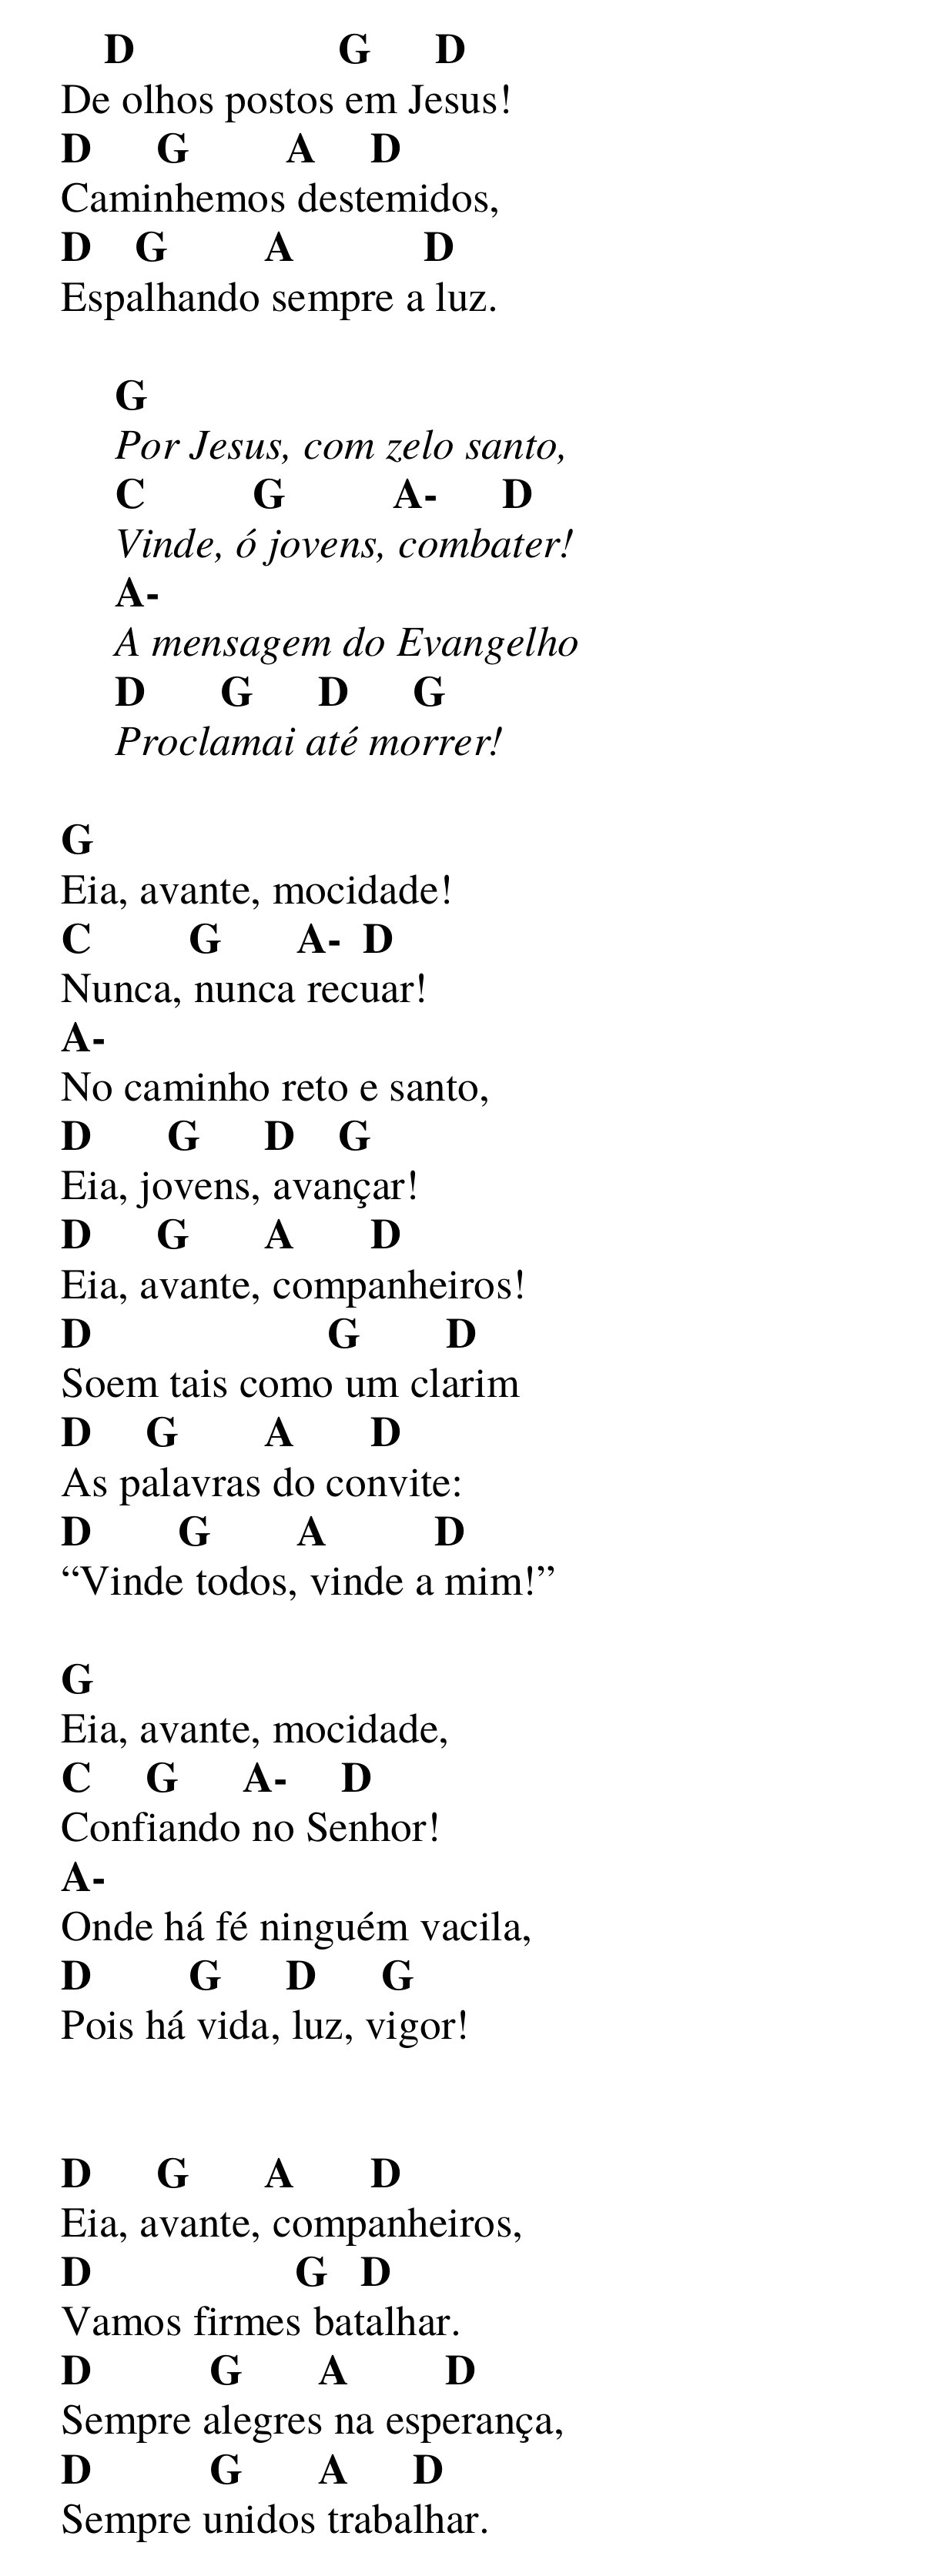 D G D
De olhos postos em Jesus!
D G A D
Caminhemos destemidos,
D G A D
Espalhando sempre a luz.
G
Por Jesus, com zelo santo,
C G A- D
Vinde, ó jovens, combater!
A-
A mensagem do Evangelho
D G D G
Proclamai até morrer!
G
Eia, avante, mocidade!
C G A- D
Nunca, nunca recuar!
A-
No caminho reto e santo,
D G D G
Eia, jovens, avançar!
D G A D
Eia, avante, companheiros!
D G D
Soem tais como um clarim
D G A D
As palavras do convite:
D G A D
“Vinde todos, vinde a mim!”
G
Eia, avante, mocidade,
C G A- D
Confiando no Senhor!
A-
Onde há fé ninguém vacila,
D G D G
Pois há vida, luz, vigor!
D G A D
Eia, avante, companheiros,
D G D
Vamos firmes batalhar.
D G A D
Sempre alegres na esperança,
D G A D
Sempre unidos trabalhar.